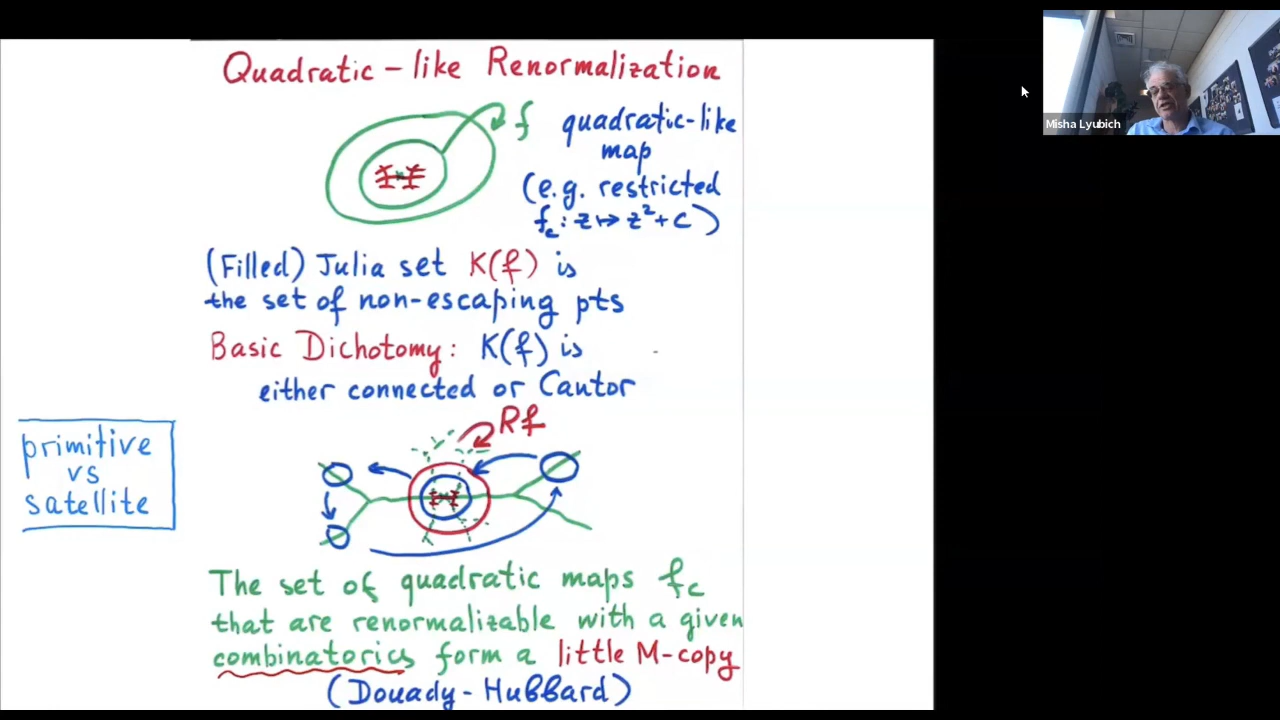 Quadratic-like Renormalization
f quadratic-like
map
(e.g. restricted
f_c: z ↦ z² + c)
(Filled) Julia set K(f) is
the set of non-escaping pts
Basic Dichotomy: K(f) is
either connected or Cantor
Rf
primitive
vs
satellite
The set of quadratic maps f_c
that are renormalizable with a given
combinatorics form a little M-copy
(Douady-Hubbard)
Misha Lyubich